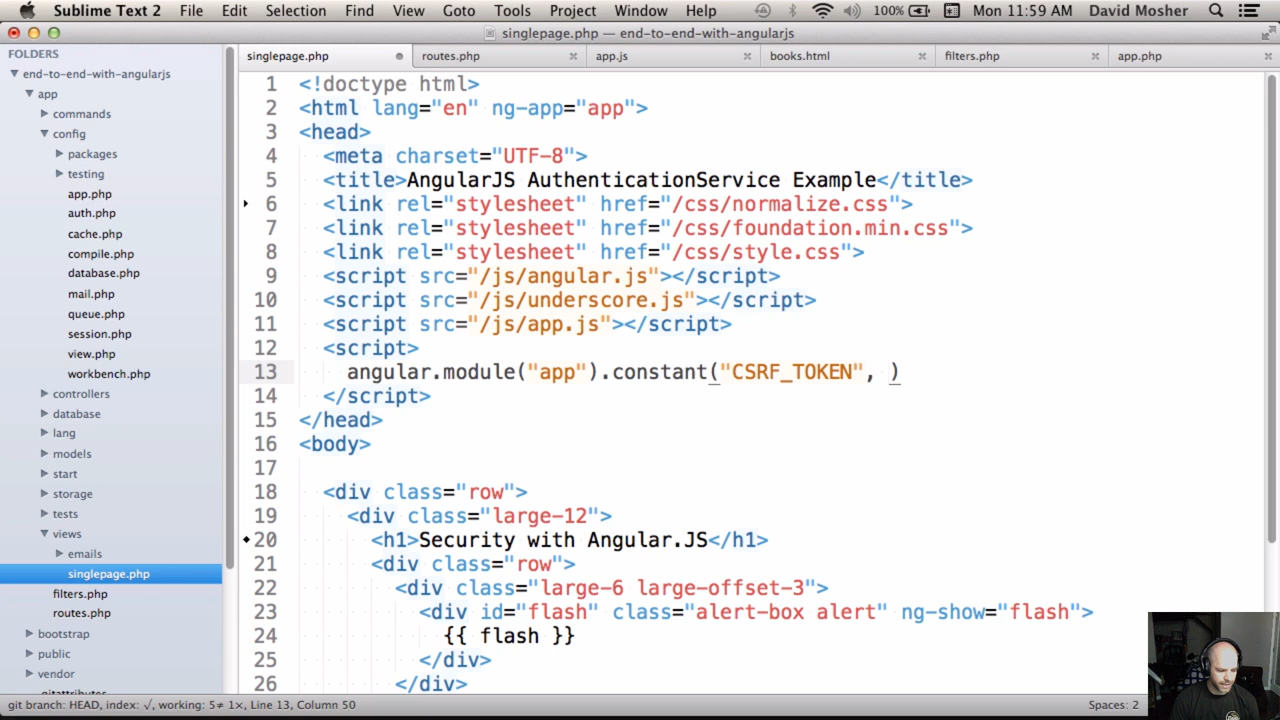 Sublime Text 2 File Edit Selection Find View Goto Tools Project Window Help 100% Mon 11:59 AM David Mosher
singlepage.php — end-to-end-with-angularjs
FOLDERS
end-to-end-with-angularjs
app
commands
config
packages
testing
app.php
auth.php
cache.php
compile.php
database.php
mail.php
queue.php
session.php
view.php
workbench.php
controllers
database
lang
models
start
storage
tests
views
emails
singlepage.php
filters.php
routes.php
bootstrap
public
vendor
.gitattributes
singlepage.php routes.php app.js books.html filters.php app.php
1 <!doctype html>
2 <html lang="en" ng-app="app">
3 <head>
4 <meta charset="UTF-8">
5 <title>AngularJS AuthenticationService Example</title>
6 <link rel="stylesheet" href="/css/normalize.css">
7 <link rel="stylesheet" href="/css/foundation.min.css">
8 <link rel="stylesheet" href="/css/style.css">
9 <script src="/js/angular.js"></script>
10 <script src="/js/underscore.js"></script>
11 <script src="/js/app.js"></script>
12 <script>
13 angular.module("app").constant("CSRF_TOKEN", )
14 </script>
15 </head>
16 <body>
17
18 <div class="row">
19 <div class="large-12">
20 <h1>Security with Angular.JS</h1>
21 <div class="row">
22 <div class="large-6 large-offset-3">
23 <div id="flash" class="alert-box alert" ng-show="flash">
24 {{ flash }}
25 </div>
26 </div>
git branch: HEAD, index: √, working: 5≠ 1×, Line 13, Column 50 Spaces: 2